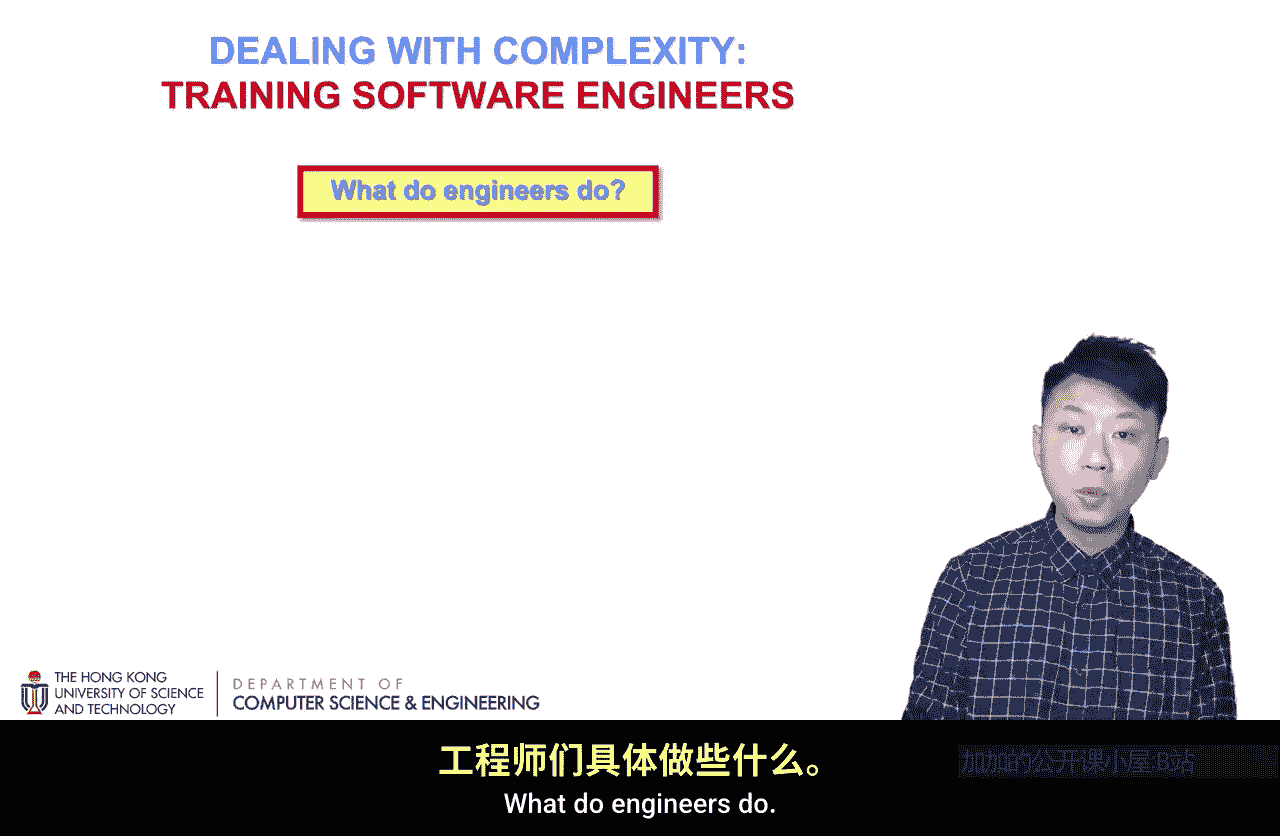 DEALING WITH COMPLEXITY:
TRAINING SOFTWARE ENGINEERS
What do engineers do?
THE HONG KONG
UNIVERSITY OF SCIENCE
AND TECHNOLOGY
DEPARTMENT OF
COMPUTER SCIENCE & ENGINEERING
工程师们具体做些什么。
加加的公开课小屋:B站
What do engineers do.